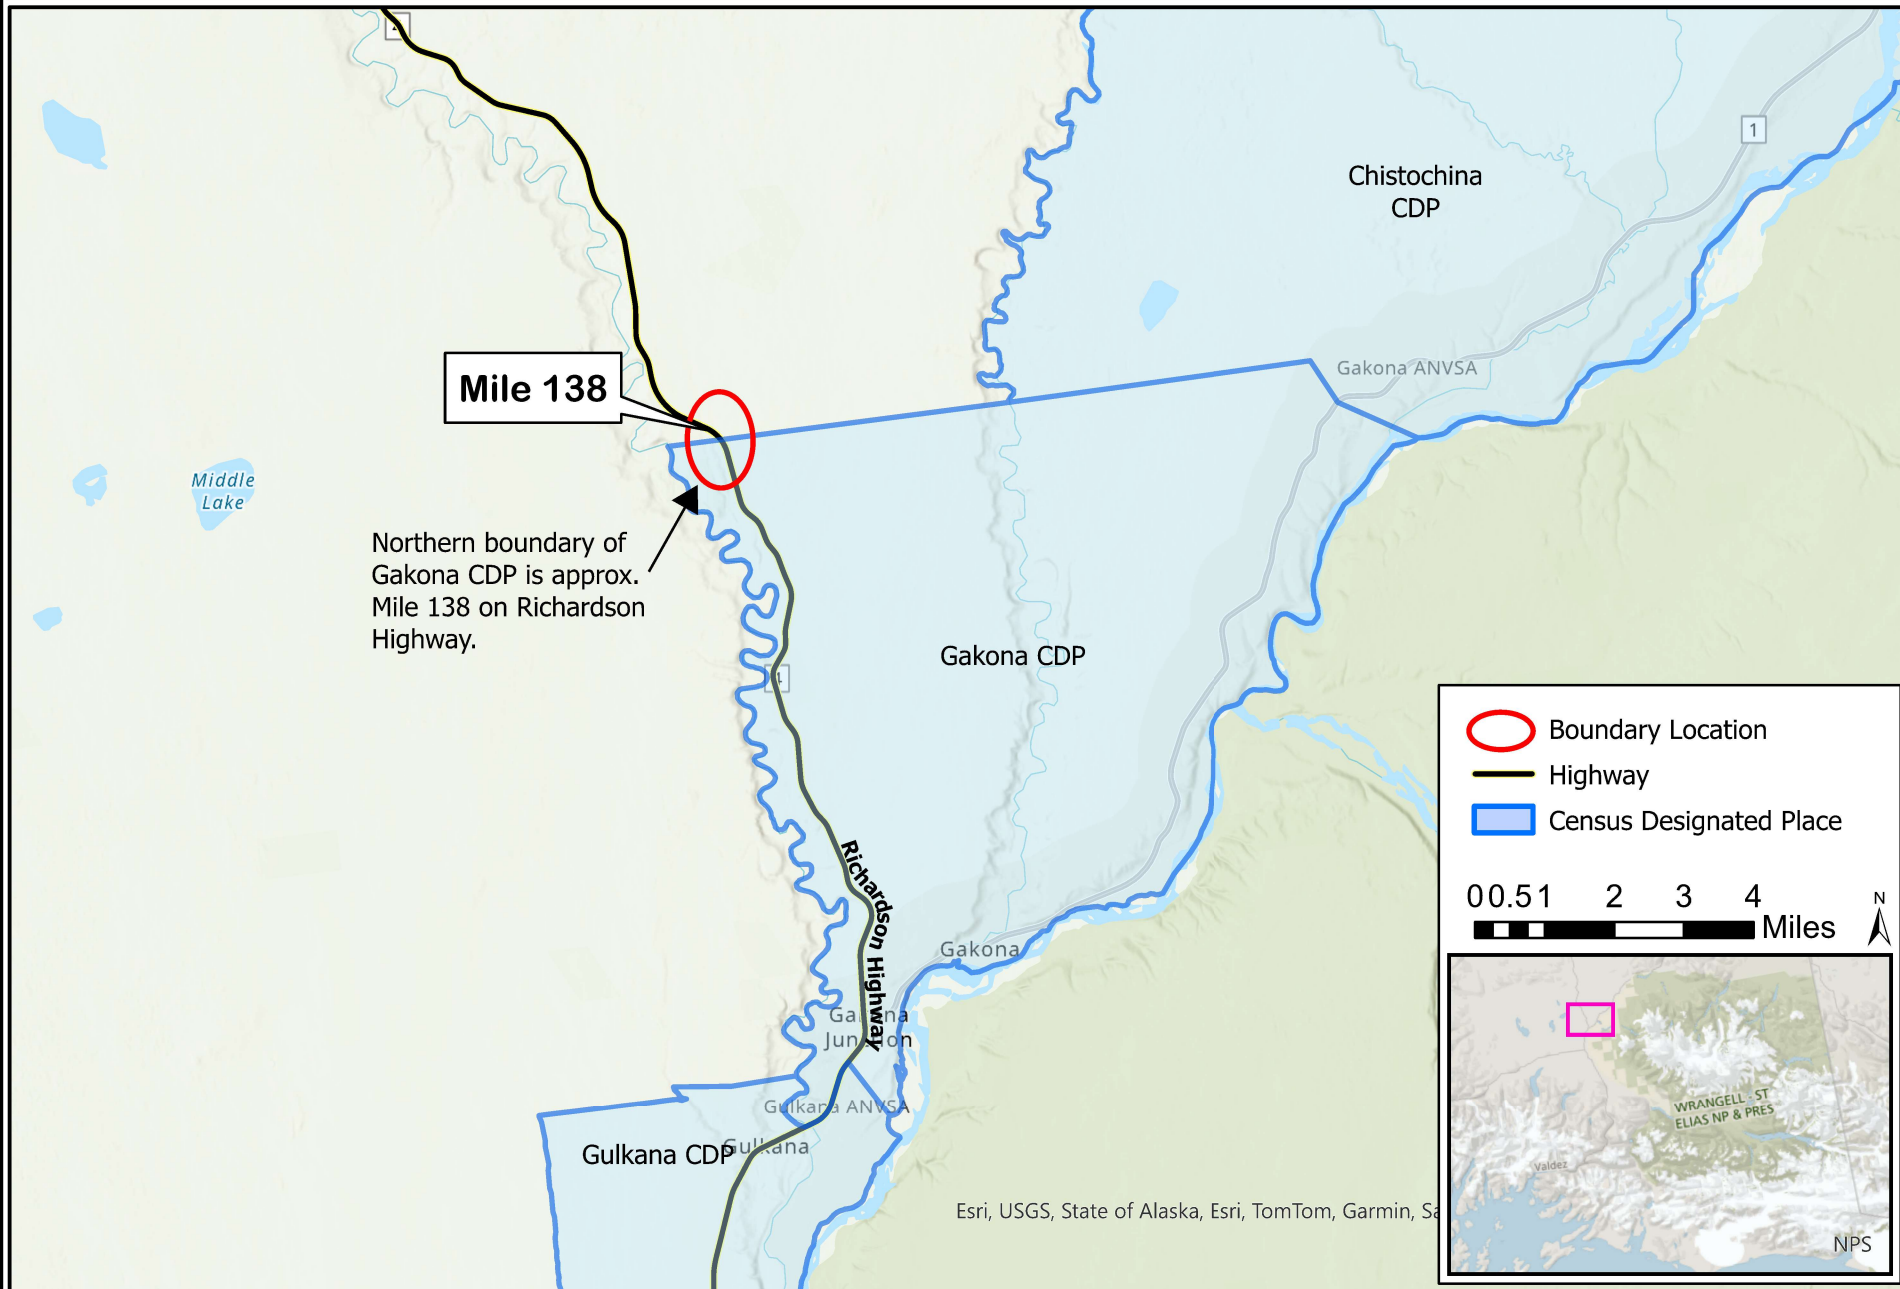 Chistochina
CDP
1
Gakona ANVSA
Mile 138
Middle
Lake
Northern boundary of
Gakona CDP is approx.
Mile 138 on Richardson
Highway.
Gakona CDP
Richardson Highway
Gakona
Junction
Gakona
Gulkana ANVSA
Gulkana CDP
Gulkana
Boundary Location
Highway
Census Designated Place
0 0.5 1 2 3 4
Miles
N
WRANGELL - ST
ELIAS NP & PRES
Valdez
NPS
Esri, USGS, State of Alaska, Esri, TomTom, Garmin,